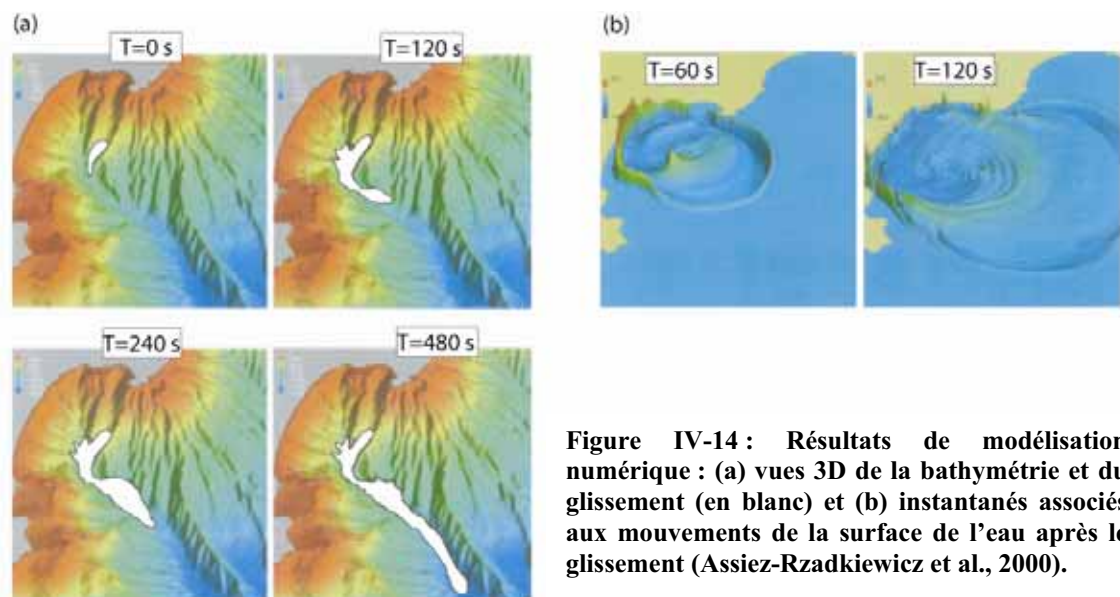 (a)
T=0 s
T=120 s
(b)
T=60 s
T=120 s
T=240 s
T=480 s
Figure IV-14 : Résultats de modélisation
numérique : (a) vues 3D de la bathymétrie et du
glissement (en blanc) et (b) instantanés associés
aux mouvements de la surface de l'eau après le
glissement (Assiez-Rzadkiewicz et al., 2000).